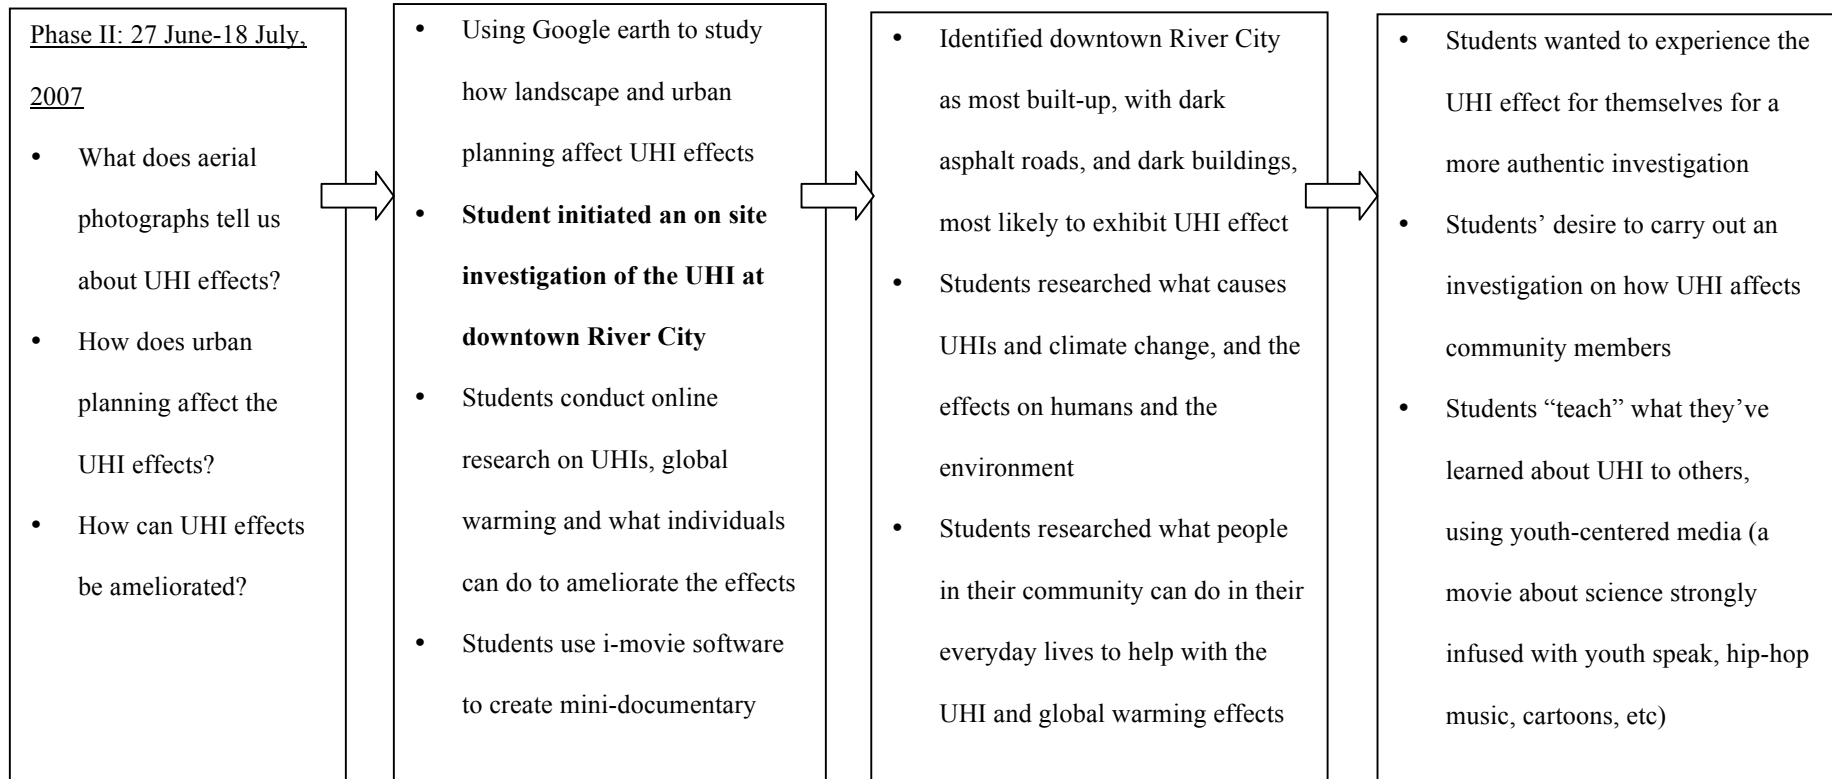 Phase II: 27 June-18 July,
2007
• What does aerial
photographs tell us
about UHI effects?
• How does urban
planning affect the
UHI effects?
• How can UHI effects
be ameliorated?
• Using Google earth to study
how landscape and urban
planning affect UHI effects
• Student initiated an on site
investigation of the UHI at
downtown River City
• Students conduct online
research on UHIs, global
warming and what individuals
can do to ameliorate the effects
• Students use i-movie software
to create mini-documentary
• Identified downtown River City
as most built-up, with dark
asphalt roads, and dark buildings,
most likely to exhibit UHI effect
• Students researched what causes
UHIs and climate change, and the
effects on humans and the
environment
• Students researched what people
in their community can do in their
everyday lives to help with the
UHI and global warming effects
• Students wanted to experience the
UHI effect for themselves for a
more authentic investigation
• Students’ desire to carry out an
investigation on how UHI affects
community members
• Students “teach” what they’ve
learned about UHI to others,
using youth-centered media (a
movie about science strongly
infused with youth speak, hip-hop
music, cartoons, etc)